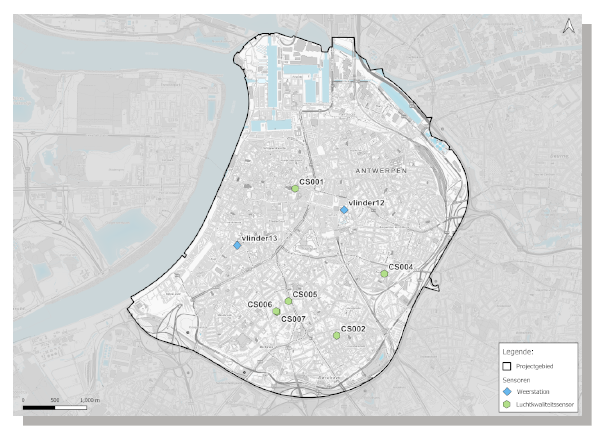 CS001
ANTWERPEN
vlinder12
vlinder13
CS004
CS005
CS006
CS007
CS002
Legende:
Projectgebied
Sensoren
Weerstation
Luchtkwaliteitssensor
0 500 1,000 m